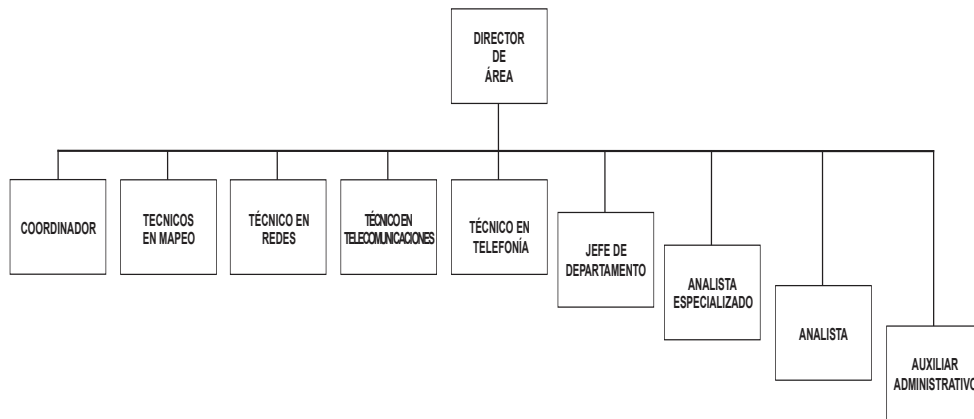 DIRECTOR
DE
ÁREA
COORDINADOR
TECNICOS
EN MAPEO
TÉCNICO EN
REDES
TÉCNICO EN
TELECOMUNICACIONES
TÉCNICO EN
TELEFONÍA
JEFE DE
DEPARTAMENTO
ANALISTA
ESPECIALIZADO
ANALISTA
AUXILIAR
ADMINISTRATIVO